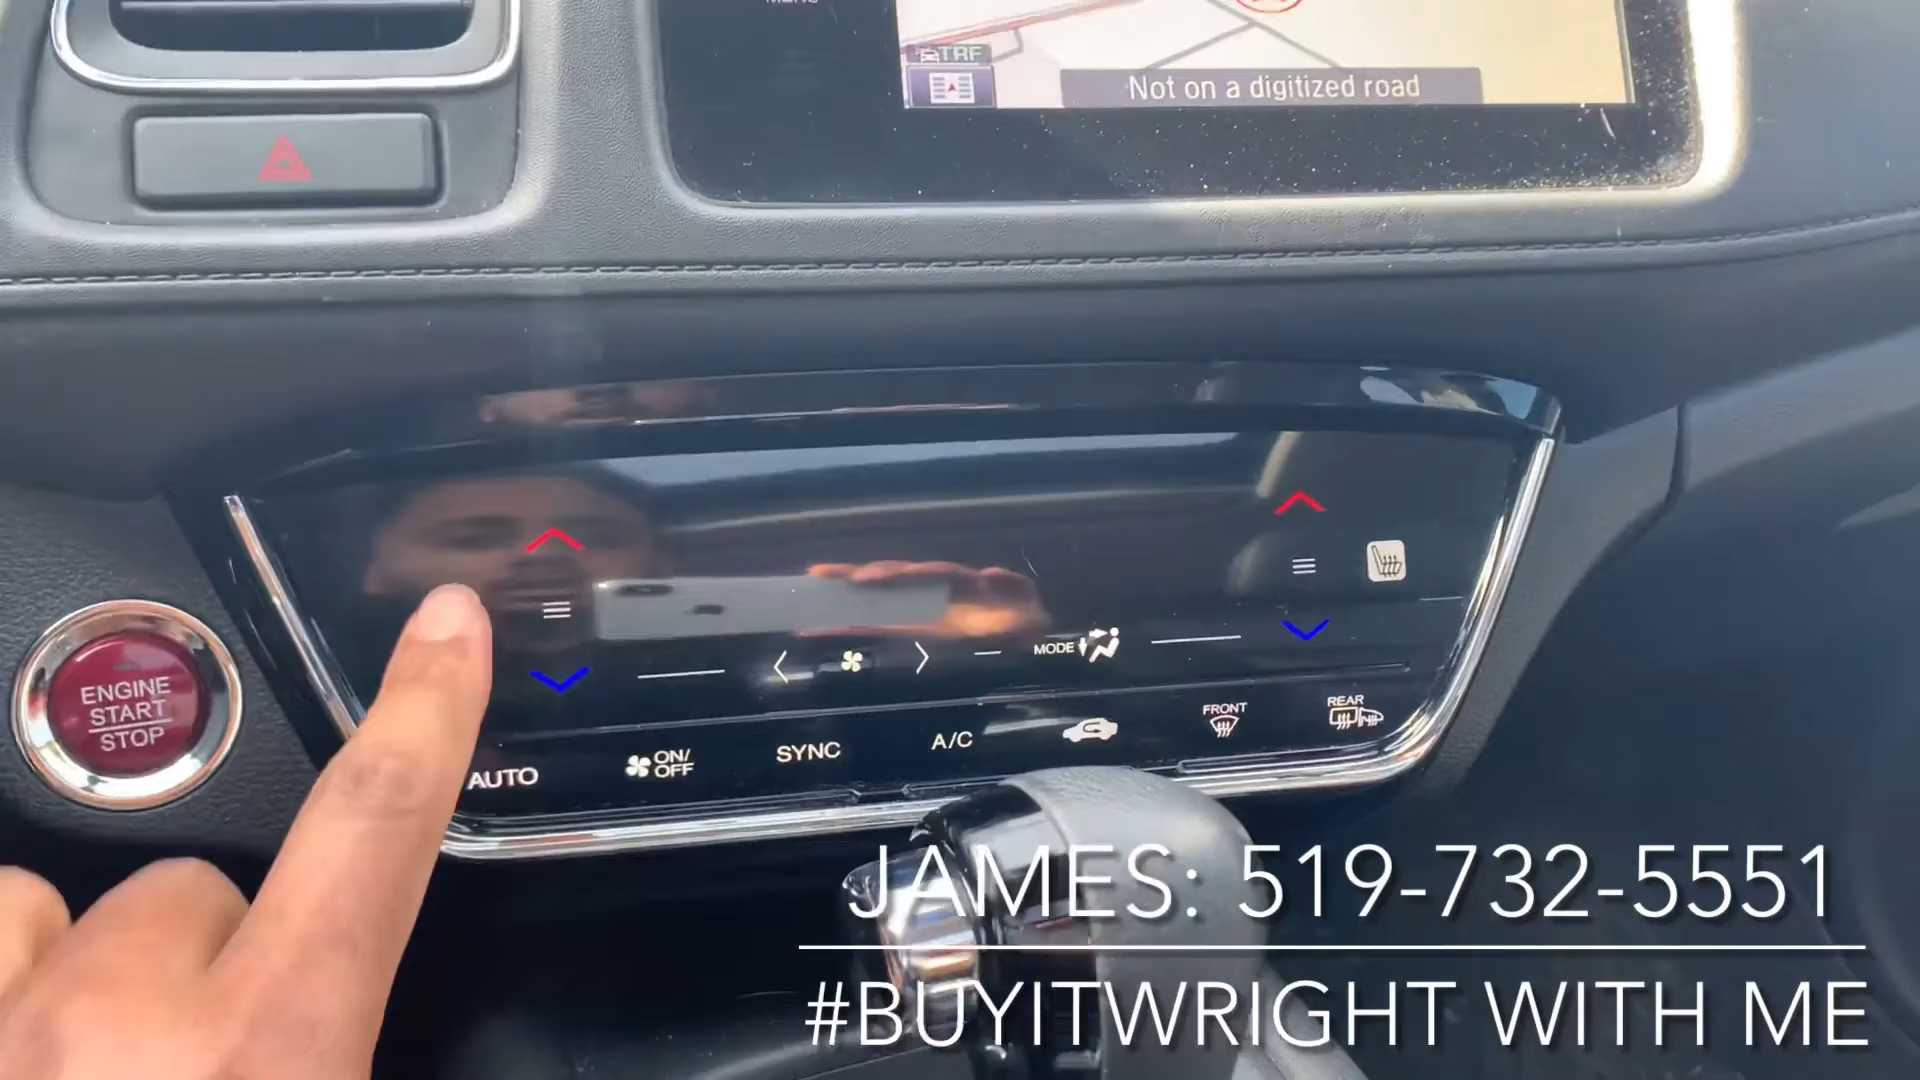 TRF
Not on a digitized road
ENGINE
START
STOP
MODE
AUTO
ON/
OFF
SYNC
A/C
FRONT
REAR
JAMES: 519-732-5551
#BUYITWRIGHT WITH ME